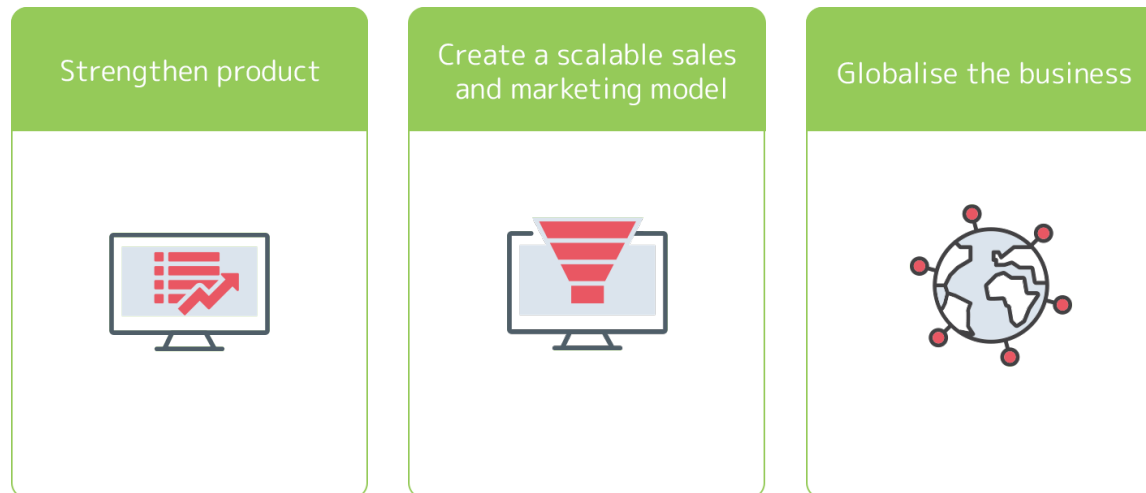 Strengthen product
Create a scalable sales
and marketing model
Globalise the business